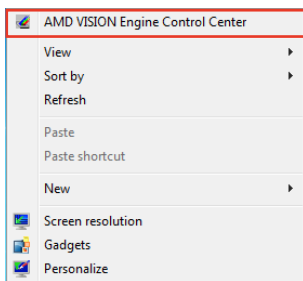 AMD VISION Engine Control Center
View
Sort by
Refresh
Paste
Paste shortcut
New
Screen resolution
Gadgets
Personalize